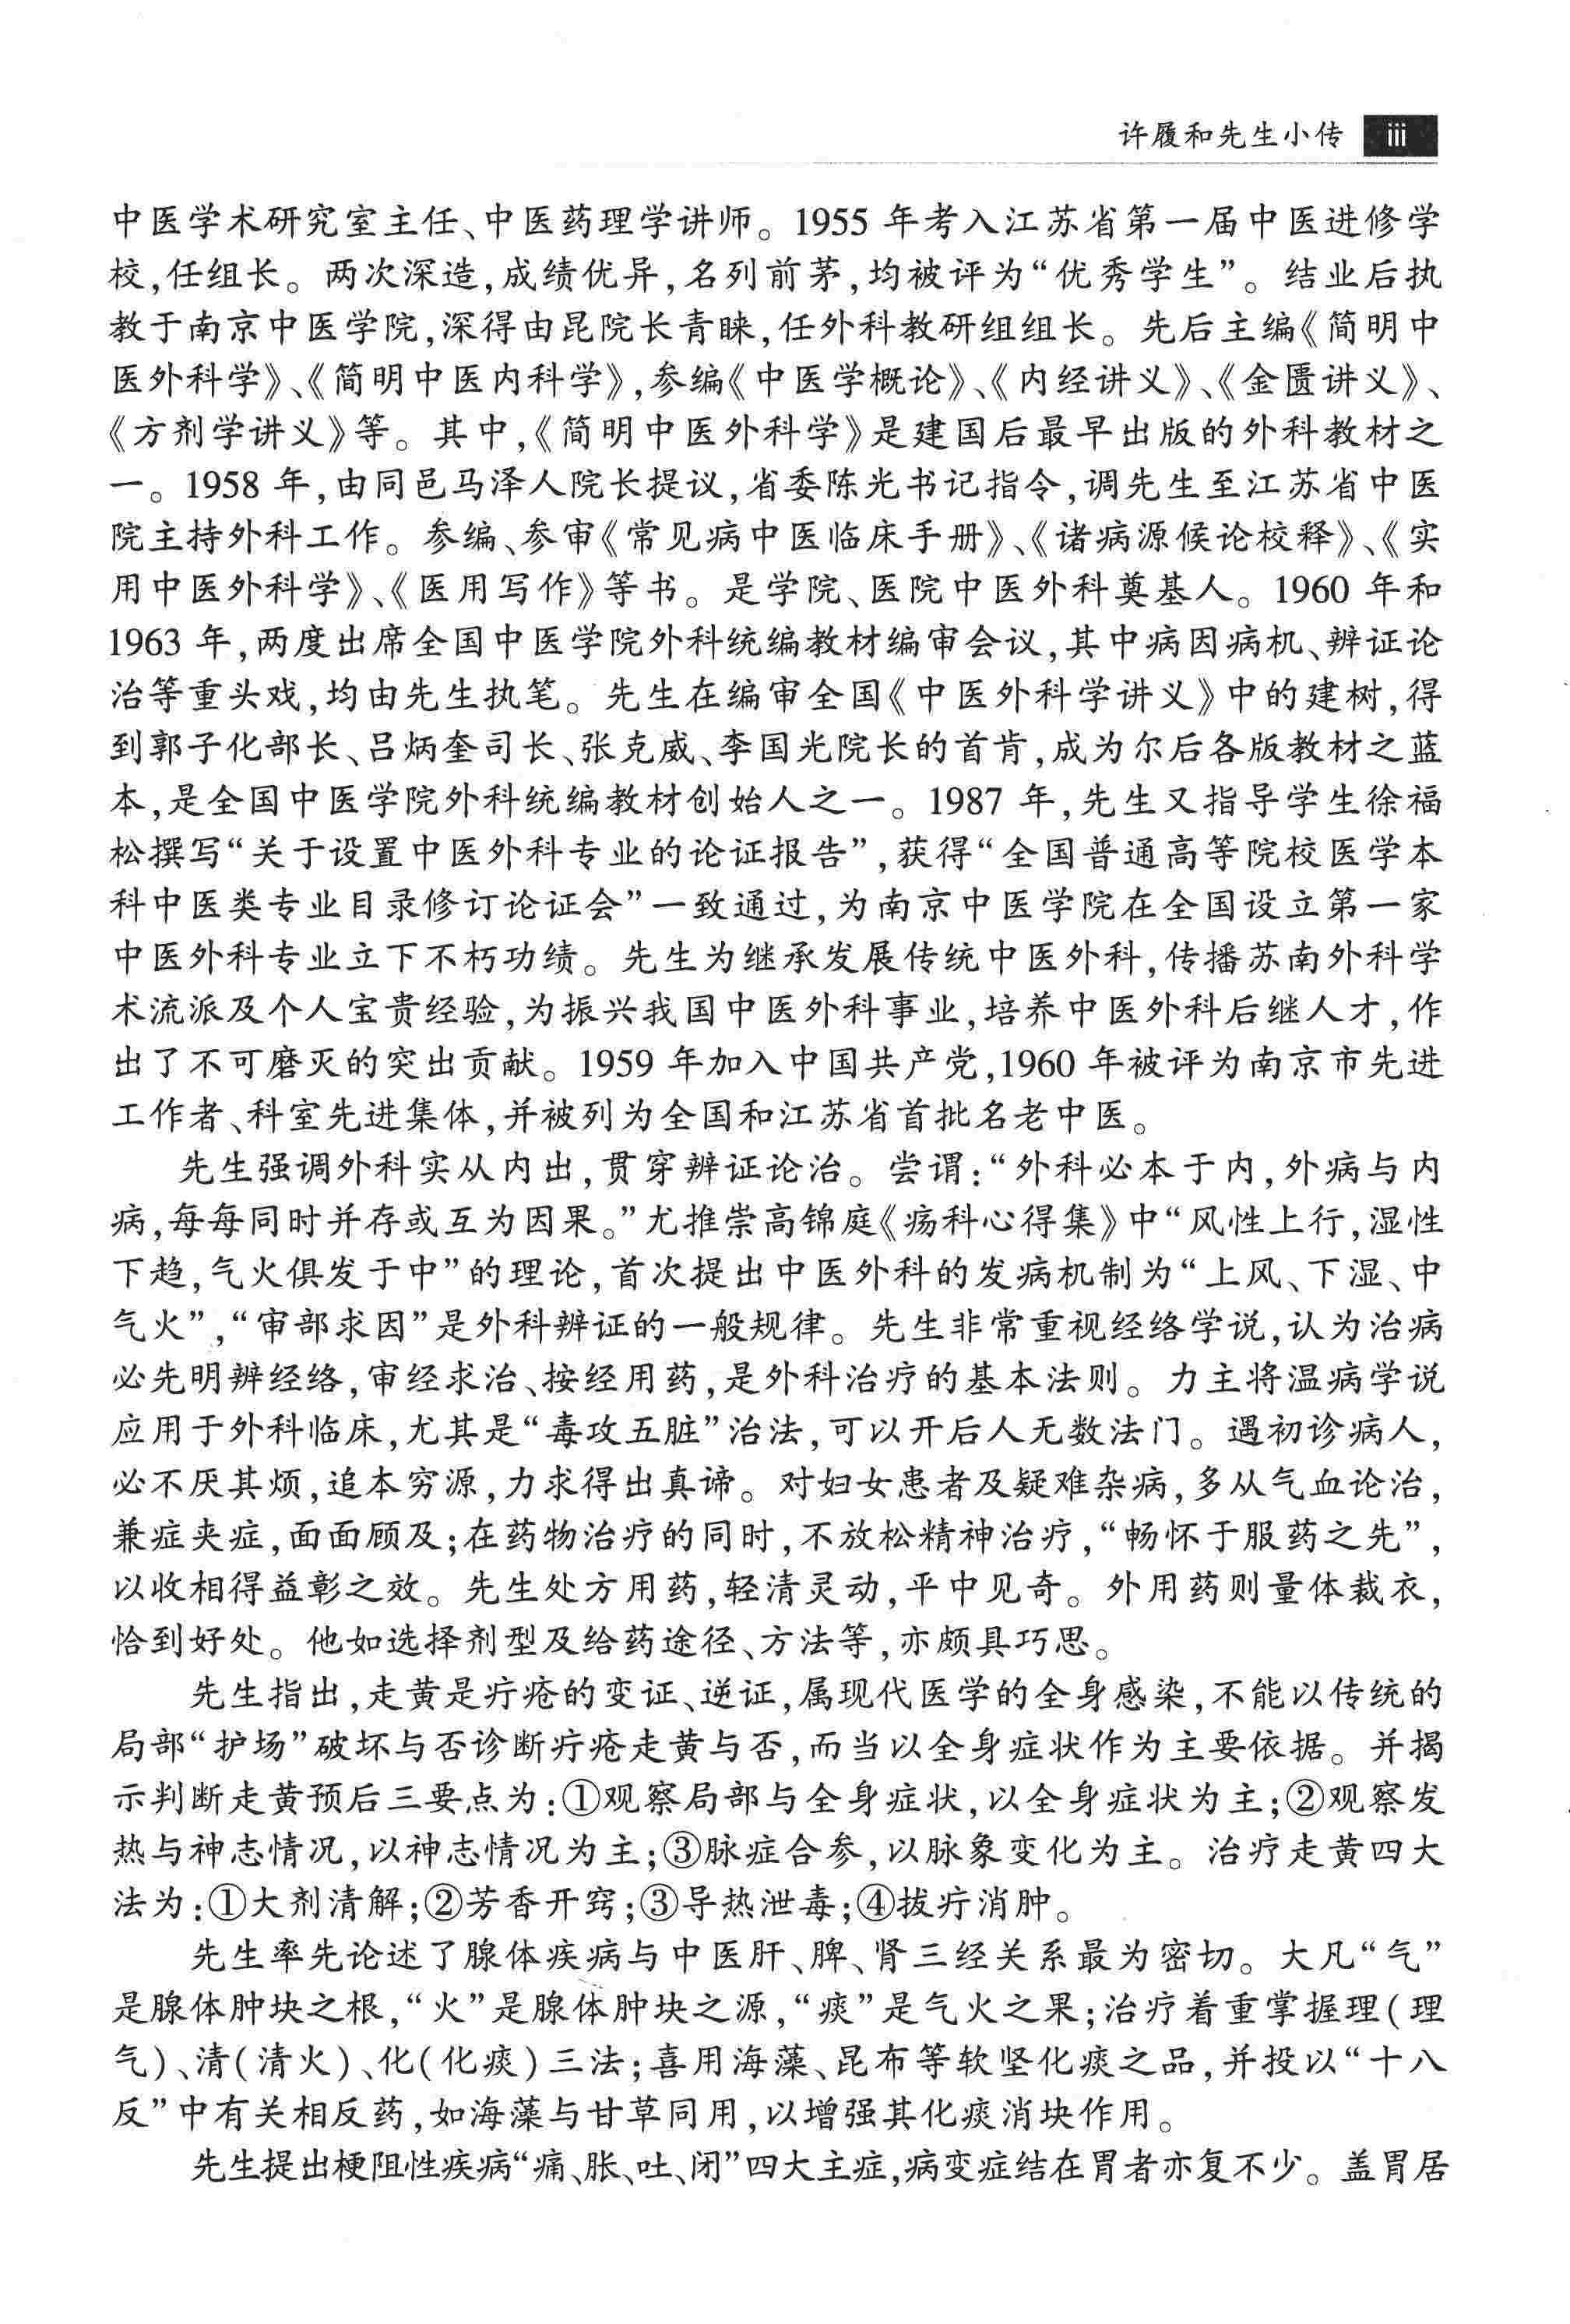 许履和先生小传 iii
中医学术研究室主任、中医药理学讲师。1955 年考入江苏省第一届中医进修学
校,任组长。两次深造,成绩优异,名列前茅,均被评为“优秀学生”。结业后执
教于南京中医学院,深得由昆院长青睐,任外科教研组组长。先后主编《简明中
医外科学》、《简明中医内科学》,参编《中医学概论》、《内经讲义》、《金匮讲义》、
《方剂学讲义》等。其中,《简明中医外科学》是建国后最早出版的外科教材之
一。1958 年,由同邑马泽人院长提议,省委陈光书记指令,调先生至江苏省中医
院主持外科工作。参编、参审《常见病中医临床手册》、《诸病源候论校释》、《实
用中医外科学》、《医用写作》等书。是学院、医院中医外科奠基人。1960 年和
1963 年,两度出席全国中医学院外科统编教材编审会议,其中病因病机、辨证论
治等重头戏,均由先生执笔。先生在编审全国《中医外科学讲义》中的建树,得
到郭子化部长、吕炳奎司长、张克威、李国光院长的首肯,成为尔后各版教材之蓝
本,是全国中医学院外科统编教材创始人之一。1987 年,先生又指导学生徐福
松撰写“关于设置中医外科专业的论证报告”,获得“全国普通高等院校医学本
科中医类专业目录修订论证会”一致通过,为南京中医学院在全国设立第一家
中医外科专业立下不朽功绩。先生为继承发展传统中医外科,传播苏南外科学
术流派及个人宝贵经验,为振兴我国中医外科事业,培养中医外科后继人才,作
出了不可磨灭的突出贡献。1959 年加入中国共产党,1960 年被评为南京市先进
工作者、科室先进集体,并被列为全国和江苏省首批名老中医。
先生强调外科实从内出,贯穿辨证论治。尝谓:“外科必本于内,外病与内
病,每每同时并存或互为因果。”尤推崇高锦庭《疡科心得集》中“风性上行,湿性
下趋,气火俱发于中”的理论,首次提出中医外科的发病机制为“上风、下湿、中
气火”,“审部求因”是外科辨证的一般规律。先生非常重视经络学说,认为治病
必先明辨经络,审经求治、按经用药,是外科治疗的基本法则。力主将温病学说
应用于外科临床,尤其是“毒攻五脏”治法,可以开后人无数法门。遇初诊病人,
必不厌其烦,追本穷源,力求得出真谛。对妇女患者及疑难杂病,多从气血论治,
兼症夹症,面面顾及;在药物治疗的同时,不放松精神治疗,“畅怀于服药之先”,
以收相得益彰之效。先生处方用药,轻清灵动,平中见奇。外用药则量体裁衣,
恰到好处。他如选择剂型及给药途径、方法等,亦颇具巧思。
先生指出,走黄是疔疮的变证、逆证,属现代医学的全身感染,不能以传统的
局部“护场”破坏与否诊断疔疮走黄与否,而当以全身症状作为主要依据。并揭
示判断走黄预后三要点为:①观察局部与全身症状,以全身症状为主;②观察发
热与神志情况,以神志情况为主;③脉症合参,以脉象变化为主。治疗走黄四大
法为:①大剂清解;②芳香开窍;③导热泄毒;④拔疔消肿。
先生率先论述了腺体疾病与中医肝、脾、肾三经关系最为密切。大凡“气”
是腺体肿块之根,“火”是腺体肿块之源,“痰”是气火之果;治疗着重掌握理(理
气)、清(清火)、化(化痰)三法;喜用海藻、昆布等软坚化痰之品,并投以“十八
反”中有关相反药,如海藻与甘草同用,以增强其化痰消块作用。
先生提出梗阻性疾病“痛、胀、吐、闭”四大主症,病变症结在胃者亦复不少。盖胃居